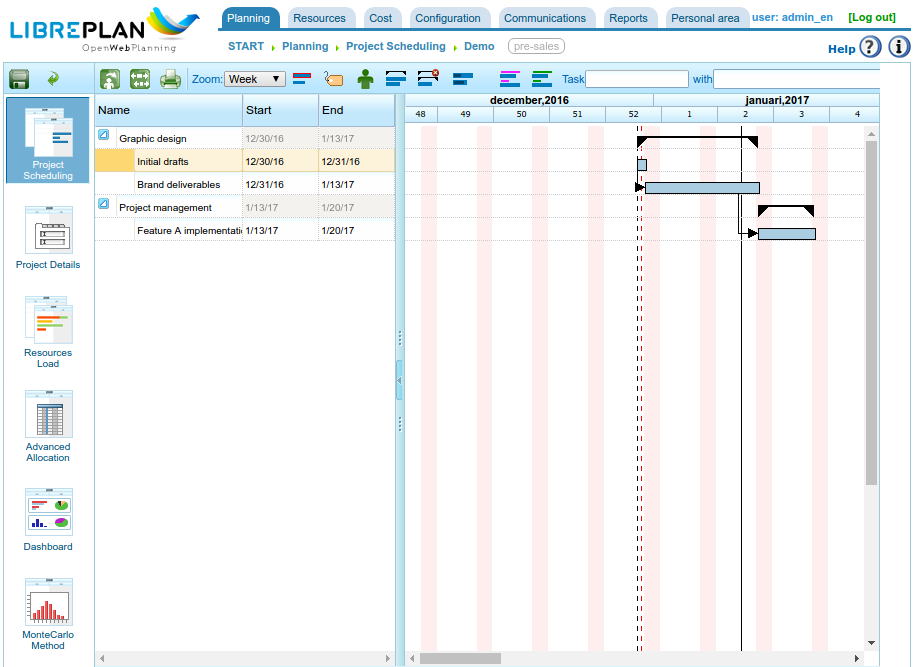 LIBREPLAN
OpenWebPlanning
Planning Resources Cost Configuration Communications Reports Personal area user: admin_en [Log out]
START Planning Project Scheduling Demo pre-sales
Help ? i
Zoom: Week Task with
Name Start End
december,2016 januari,2017
48 49 50 51 52 1 2 3 4
Graphic design 12/30/16 1/13/17
Initial drafts 12/30/16 12/31/16
Brand deliverables 12/31/16 1/13/17
Project management 1/13/17 1/20/17
Feature A implementati 1/13/17 1/20/17
Project
Scheduling
Project Details
Resources
Load
Advanced
Allocation
Dashboard
MonteCarlo
Method